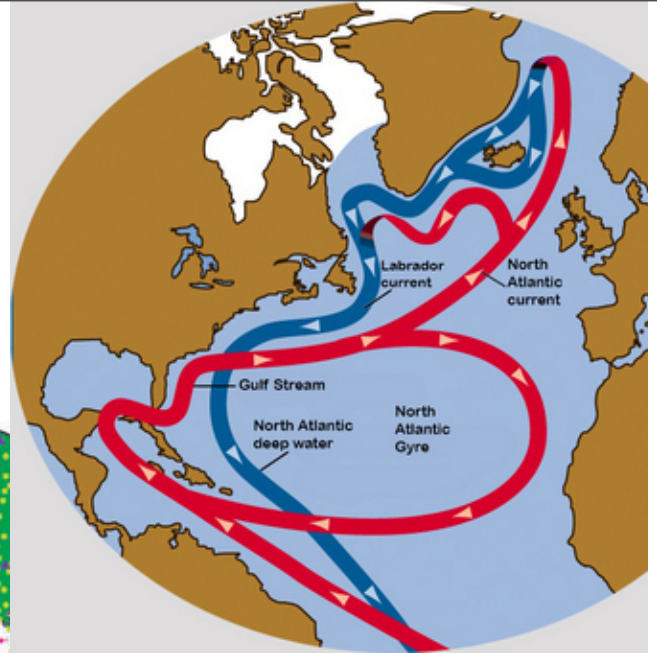 Labrador
current
North
Atlantic
current
Gulf Stream
North Atlantic
deep water
North
Atlantic
Gyre